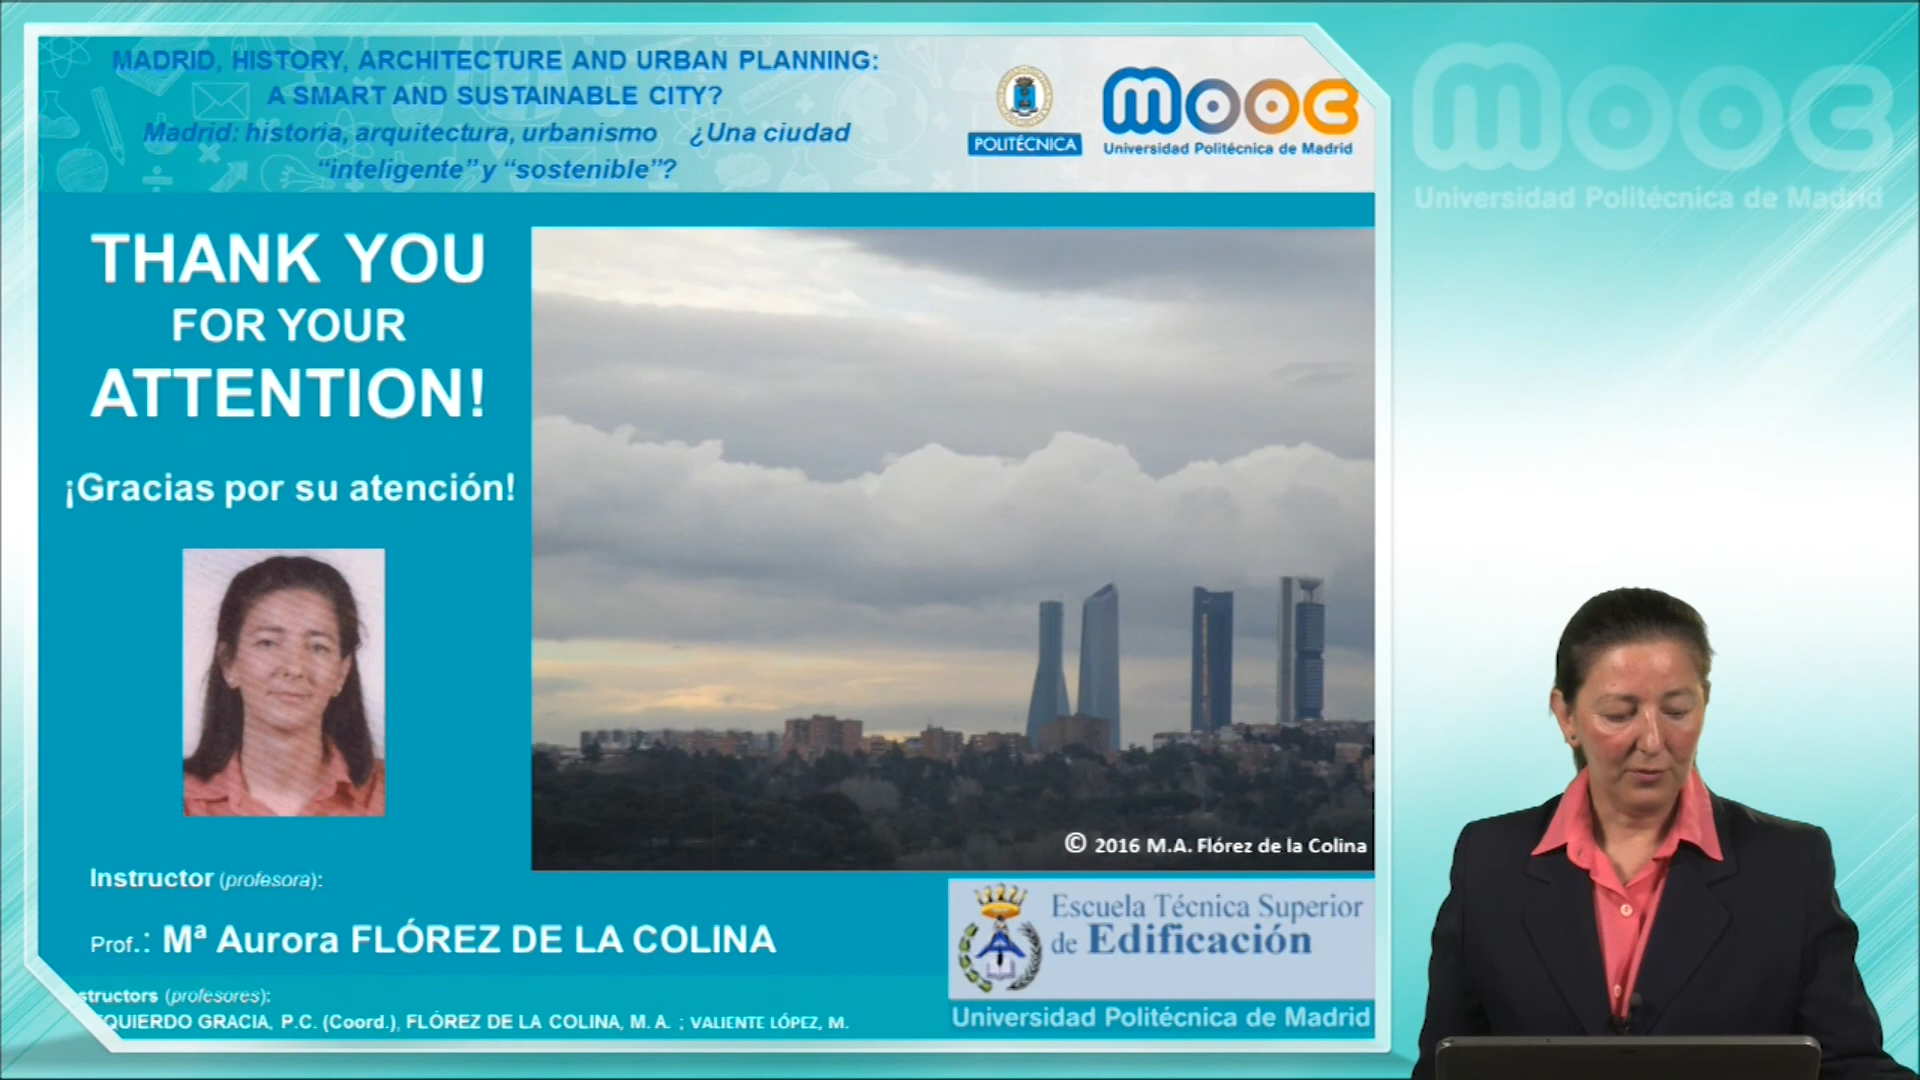 MADRID, HISTORY, ARCHITECTURE AND URBAN PLANNING:
A SMART AND SUSTAINABLE CITY?
Madrid: historia, arquitectura, urbanismo ¿Una ciudad
“inteligente” y “sostenible”?
POLITÉCNICA
mooc
Universidad Politécnica de Madrid
mooc
Universidad Politécnica de Madrid
THANK YOU
FOR YOUR
ATTENTION!
¡Gracias por su atención!
© 2016 M.A. Flórez de la Colina
Instructor (profesora):
Prof.: Mª Aurora FLÓREZ DE LA COLINA
structors (profesores):
QUIERDO GRACIA, P.C. (Coord.), FLÓREZ DE LA COLINA, M. A. ; VALIENTE LÓPEZ, M.
Escuela Técnica Superior
de Edificación
Universidad Politécnica de Madrid